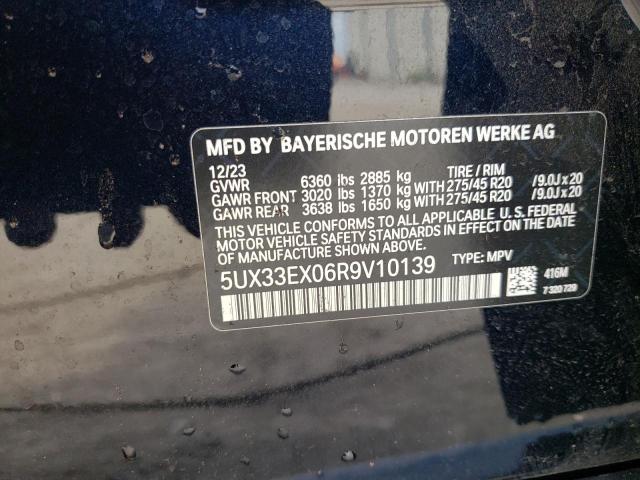 MFD BY BAYERISCHE MOTOREN WERKE AG
12/23
GVWR 6360 lbs 2885 kg TIRE / RIM
GAWR FRONT 3020 lbs 1370 kg WITH 275/45 R20 /9.0J x 20
GAWR REAR 3638 lbs 1650 kg WITH 275/45 R20 /9.0J x 20
THIS VEHICLE CONFORMS TO ALL APPLICABLE U. S. FEDERAL
MOTOR VEHICLE SAFETY STANDARDS IN EFFECT ON THE DATE
OF MANUFACTURE SHOWN ABOVE.
5UX33EX06R9V10139 TYPE: MPV
416M
7 320 729